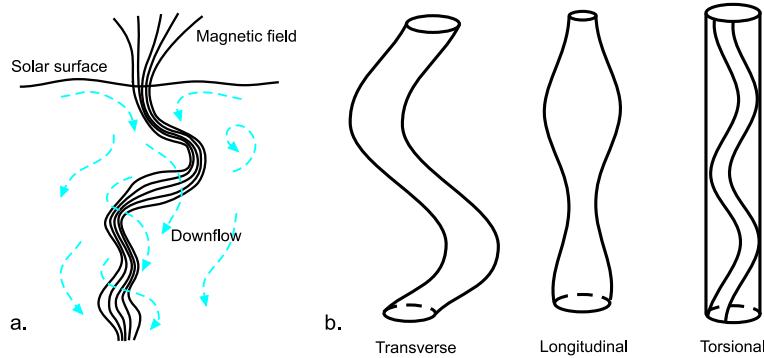 Magnetic field
Solar surface
Downflow
a.
b.
Transverse
Longitudinal
Torsional